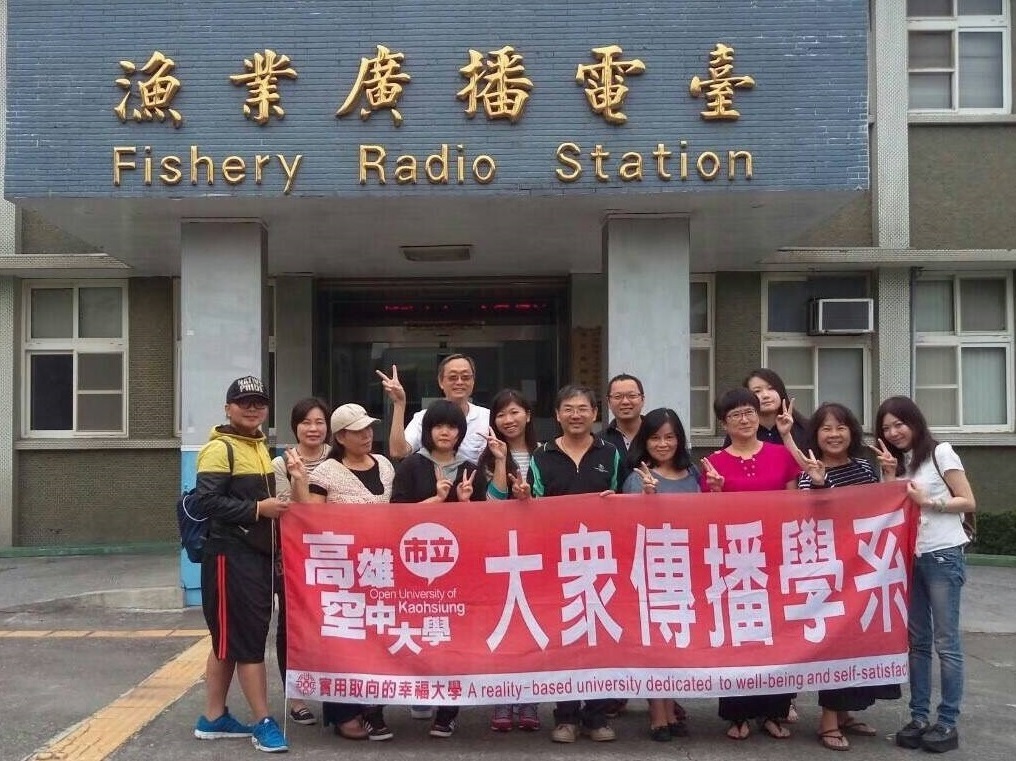 漁業廣播電臺
Fishery Radio Station
高雄市立
Open University of
Kaohsiung
空中大學
大衆傳播學系
實用取向的幸福大學 A reality-based university dedicated to well-being and self-satisfac